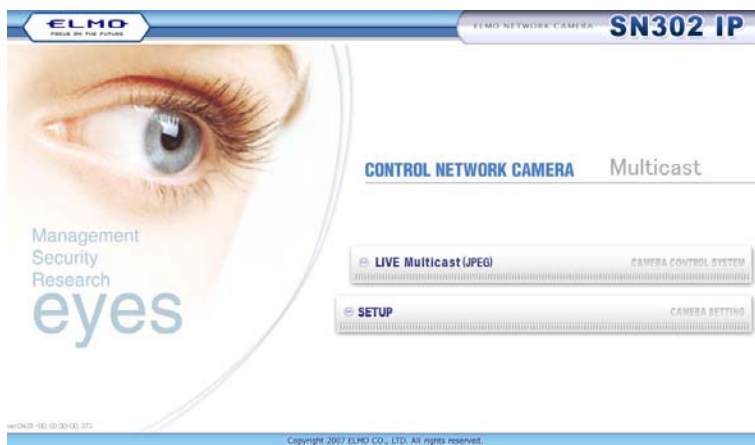 ELMO
FOCUS ON THE FUTURE
ELMO NETWORK CAMERA SN302 IP
CONTROL NETWORK CAMERA Multicast
Management
Security
Research
eyes
LIVE Multicast(JPEG) CAMERA CONTROL SYSTEM
SETUP CAMERA SETTING
Copyright 2007 ELMO CO., LTD. All rights reserved.